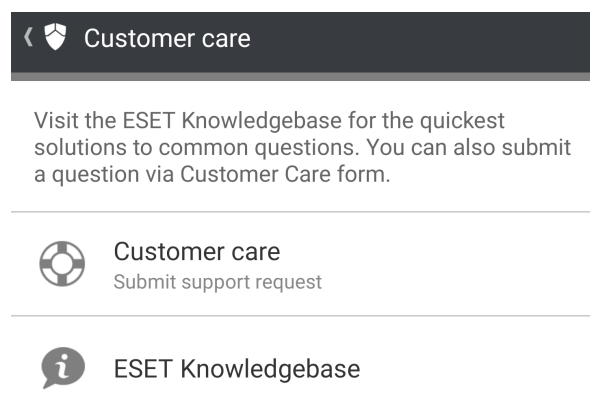 Customer care
Visit the ESET Knowledgebase for the quickest
solutions to common questions. You can also submit
a question via Customer Care form.
Customer care
Submit support request
ESET Knowledgebase